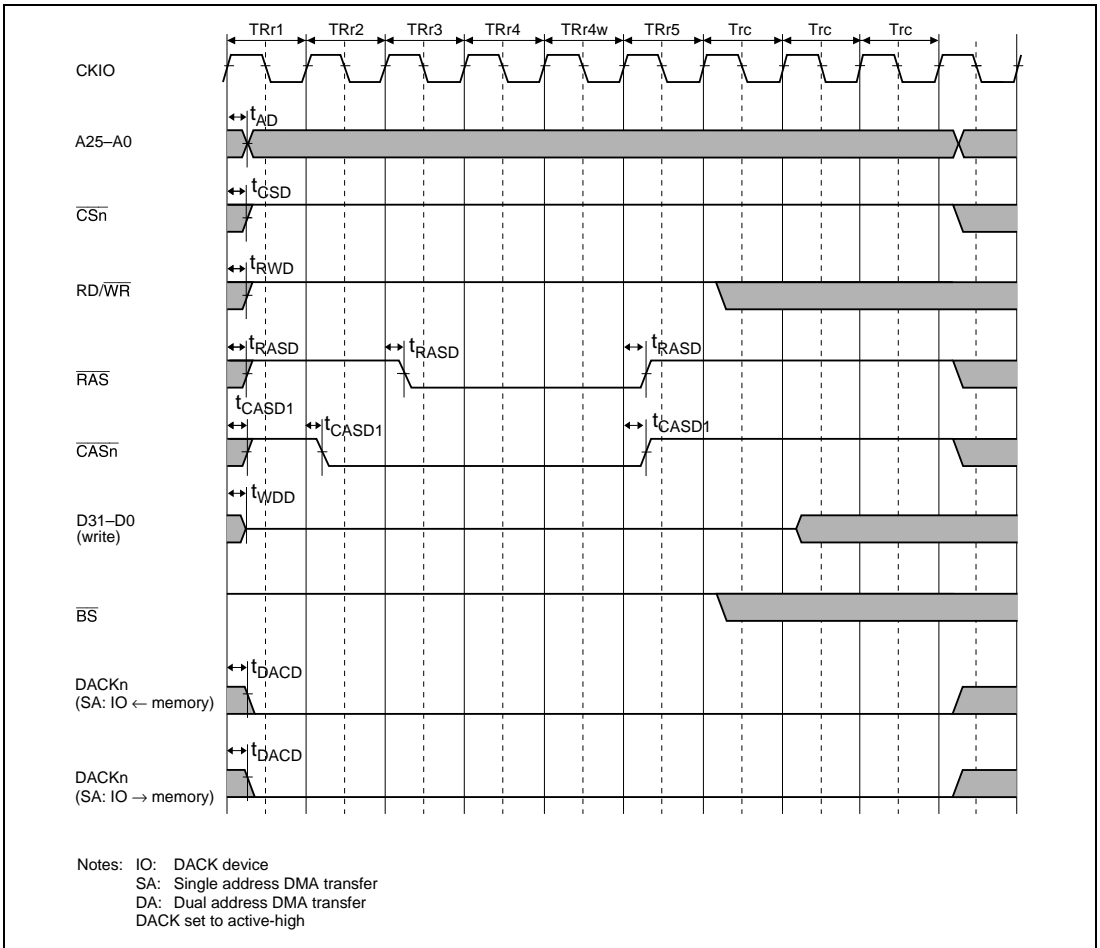 TRr1 TRr2 TRr3 TRr4 TRr4w TRr5 Trc Trc Trc
CKIO
tAD
A25–A0
tCSD
CSn
tRWD
RD/WR
tRASD tRASD tRASD
RAS
tCASD1 tCASD1 tCASD1
CASn
tWDD
D31–D0
(write)
BS
tDACD
DACKn
(SA: IO ← memory)
tDACD
DACKn
(SA: IO → memory)
Notes: IO: DACK device
SA: Single address DMA transfer
DA: Dual address DMA transfer
DACK set to active-high